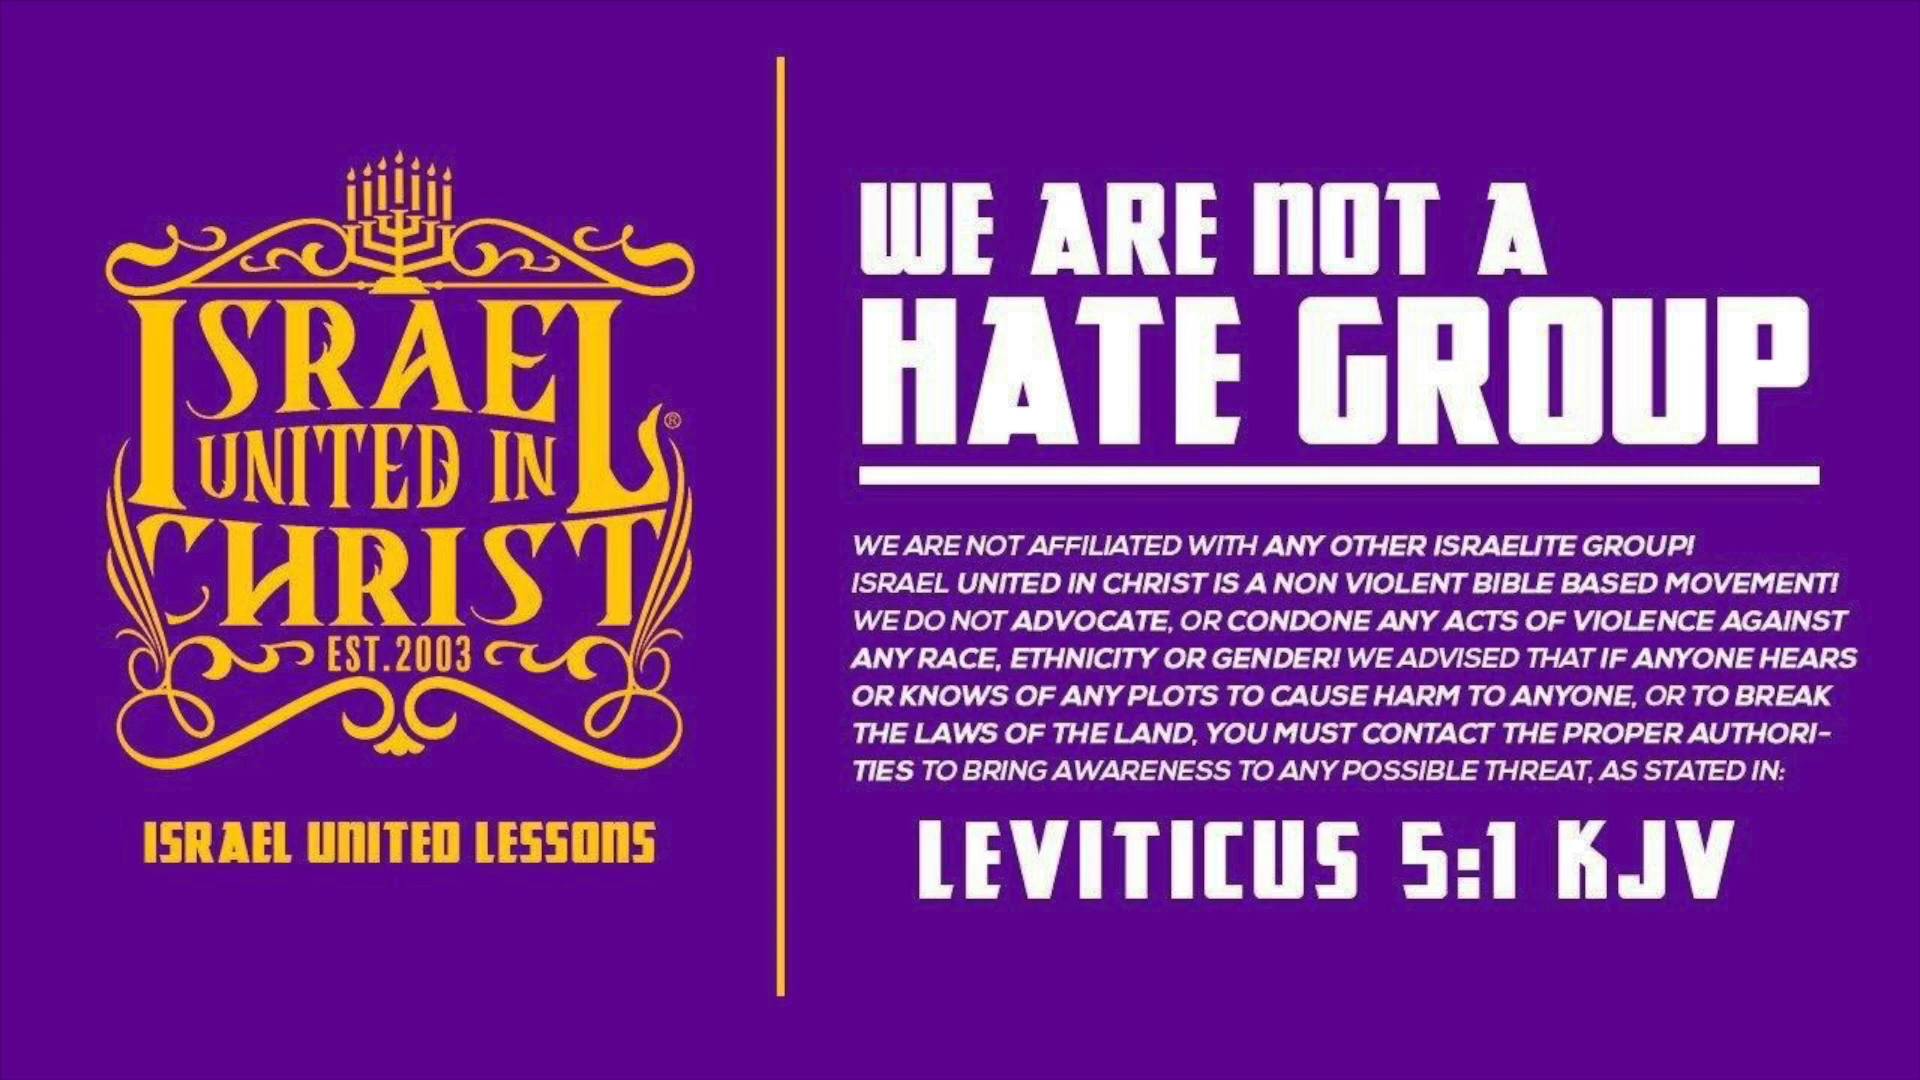 ISRAEL
UNITED IN
CHRIST
®
EST.2003
ISRAEL UNITED LESSONS
WE ARE NOT A
HATE GROUP
WE ARE NOT AFFILIATED WITH ANY OTHER ISRAELITE GROUP!
ISRAEL UNITED IN CHRIST IS A NON VIOLENT BIBLE BASED MOVEMENT!
WE DO NOT ADVOCATE, OR CONDONE ANY ACTS OF VIOLENCE AGAINST
ANY RACE, ETHNICITY OR GENDER! WE ADVISED THAT IF ANYONE HEARS
OR KNOWS OF ANY PLOTS TO CAUSE HARM TO ANYONE, OR TO BREAK
THE LAWS OF THE LAND, YOU MUST CONTACT THE PROPER AUTHORI-
TIES TO BRING AWARENESS TO ANY POSSIBLE THREAT, AS STATED IN:
LEVITICUS 5:1 KJV